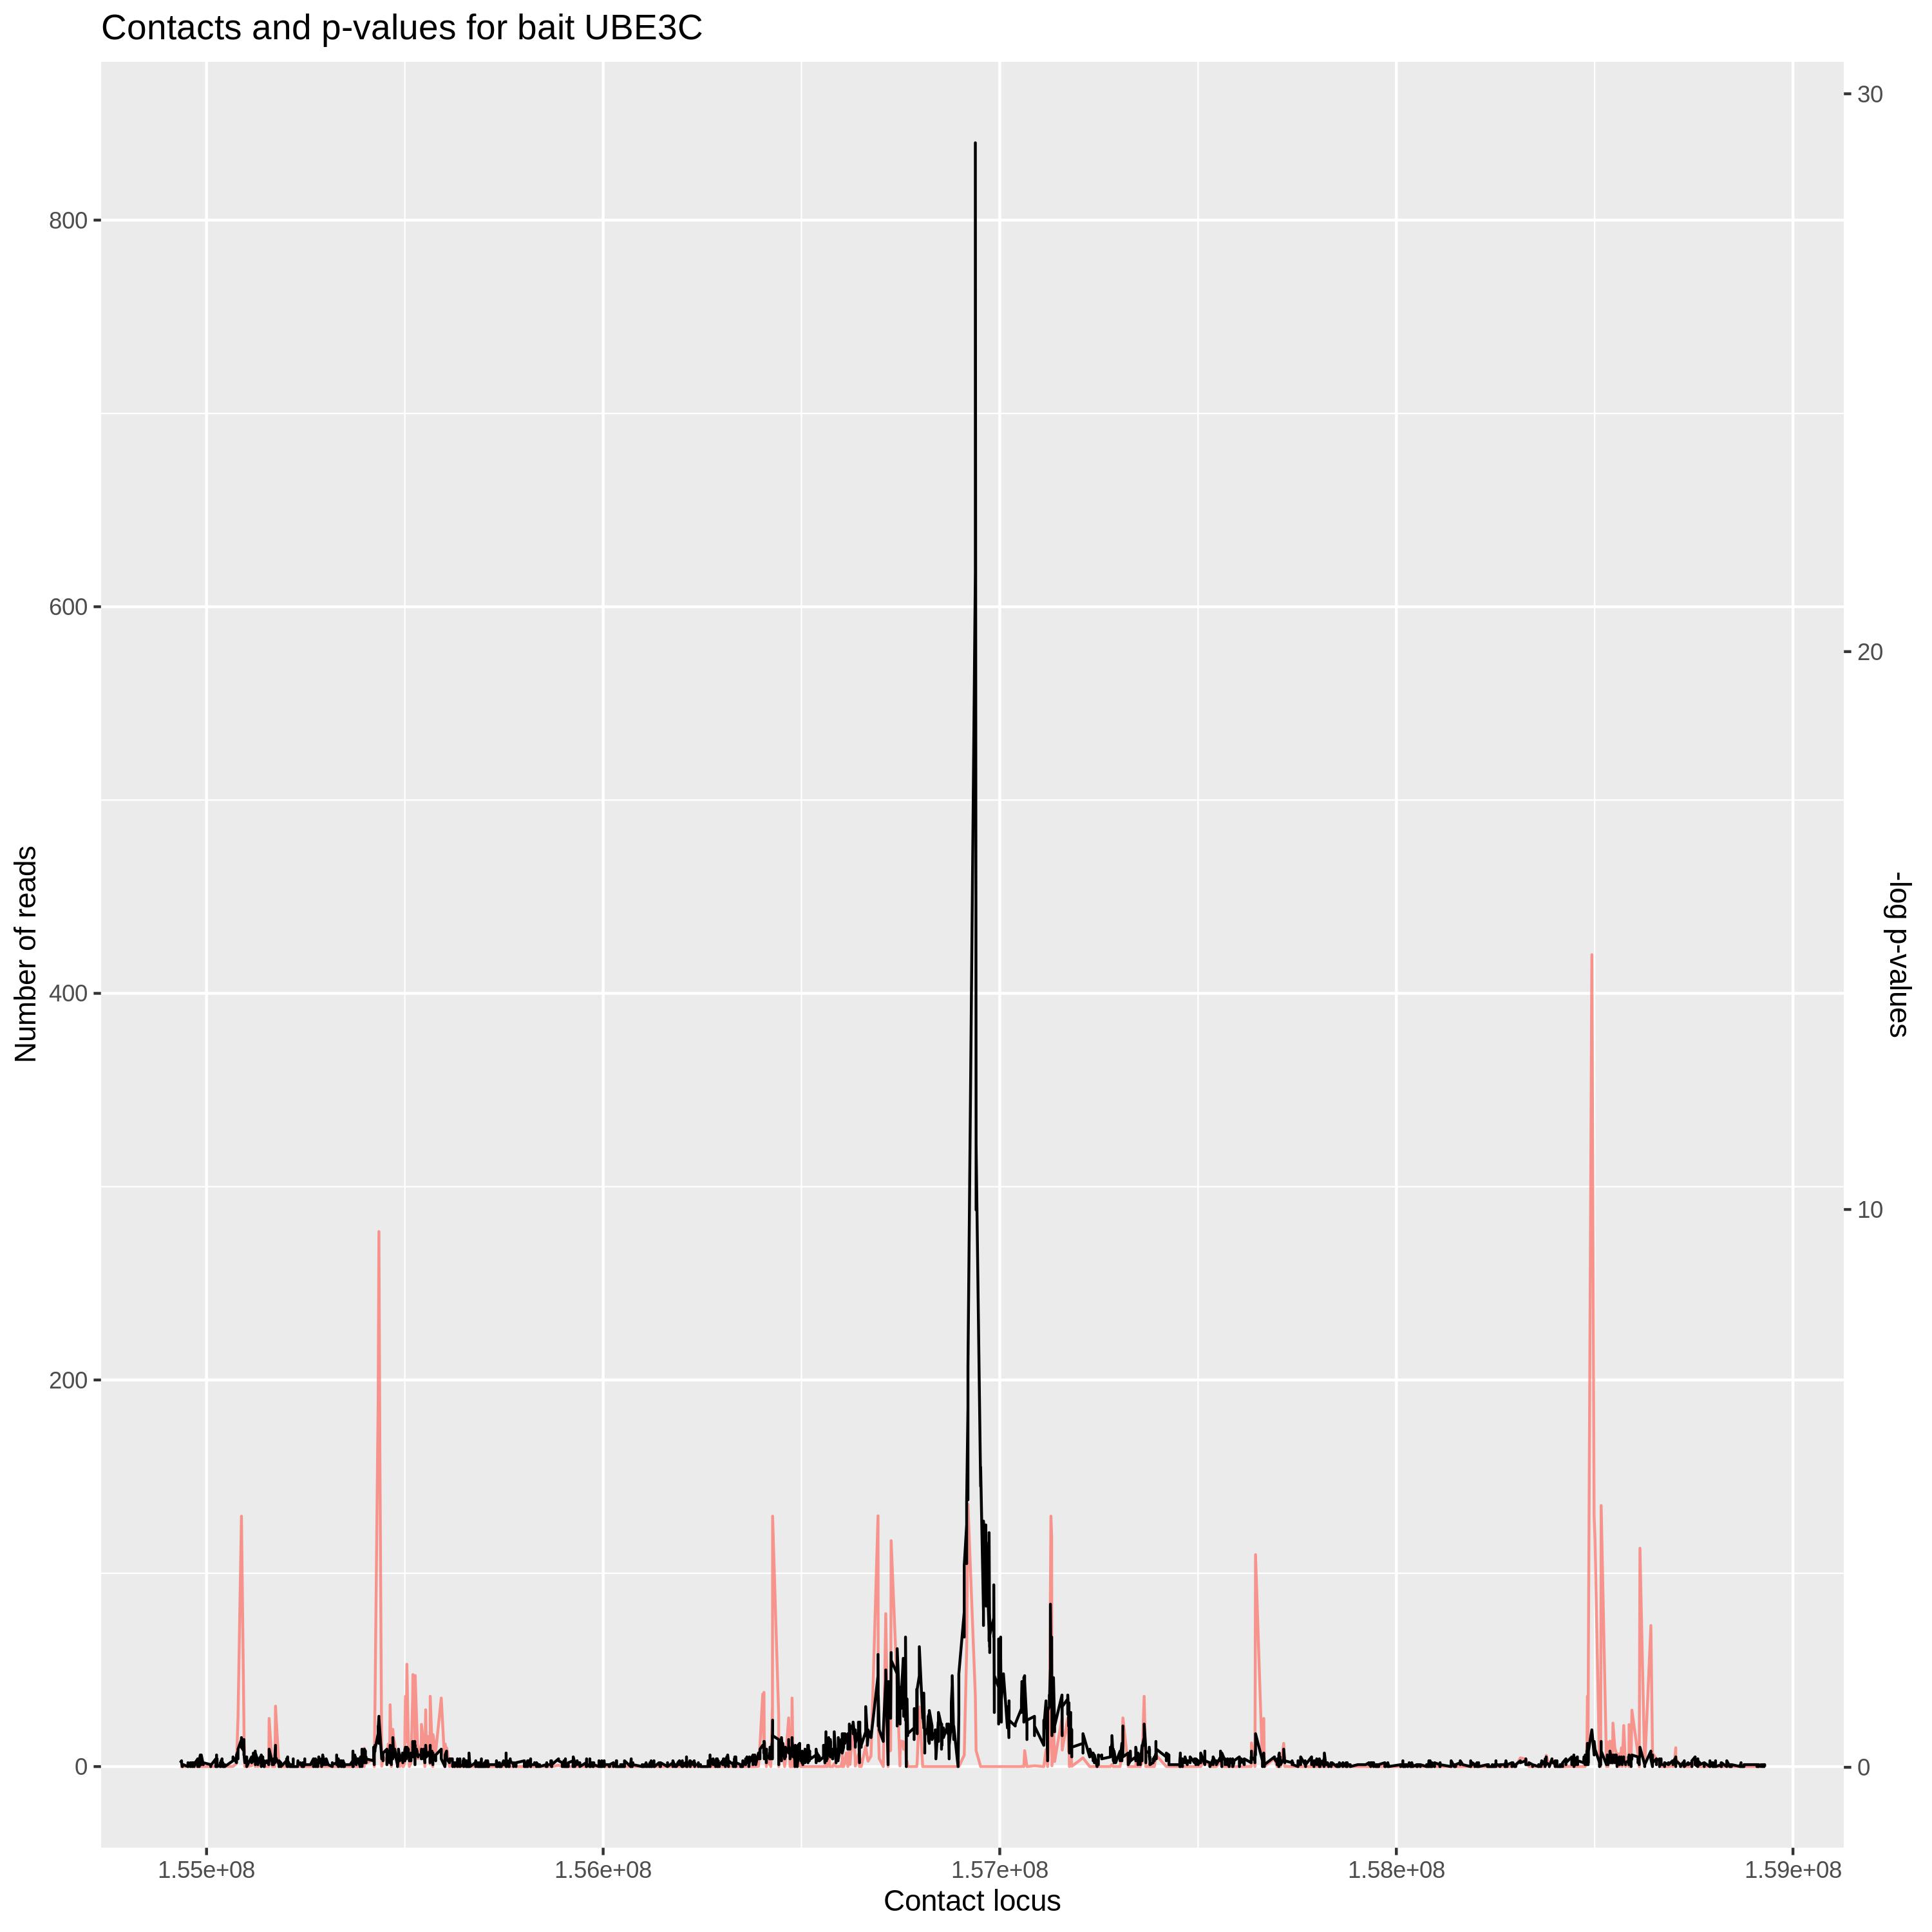 Contacts and p-values for bait UBE3C
30
800
20
600
Number of reads
-log p-values
400
10
200
0
0
1.55e+08
1.56e+08
1.57e+08
1.58e+08
1.59e+08
Contact locus